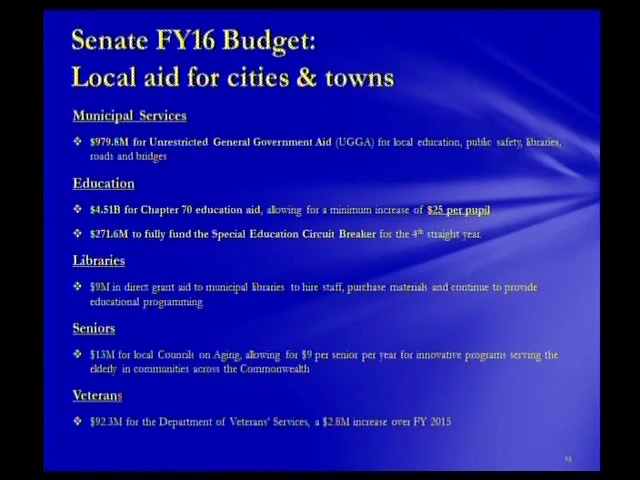 Senate FY16 Budget:
Local aid for cities & towns
Municipal Services
❖ $979.8M for Unrestricted General Government Aid (UGGA) for local education, public safety, libraries,
roads and bridges
Education
❖ $4.51B for Chapter 70 education aid, allowing for a minimum increase of $25 per pupil
❖ $271.6M to fully fund the Special Education Circuit Breaker for the 4th straight year.
Libraries
❖ $9M in direct grant aid to municipal libraries to hire staff, purchase materials and continue to provide
educational programming
Seniors
❖ $13M for local Councils on Aging, allowing for $9 per senior per year for innovative programs serving the
elderly in communities across the Commonwealth
Veterans
❖ $92.3M for the Department of Veterans' Services, a $2.8M increase over FY 2015